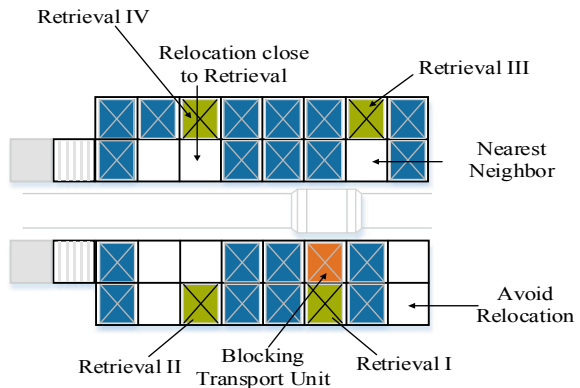 Retrieval IV
Relocation close
to Retrieval
Retrieval III
Nearest
Neighbor
Avoid
Relocation
Retrieval II
Blocking
Transport Unit
Retrieval I